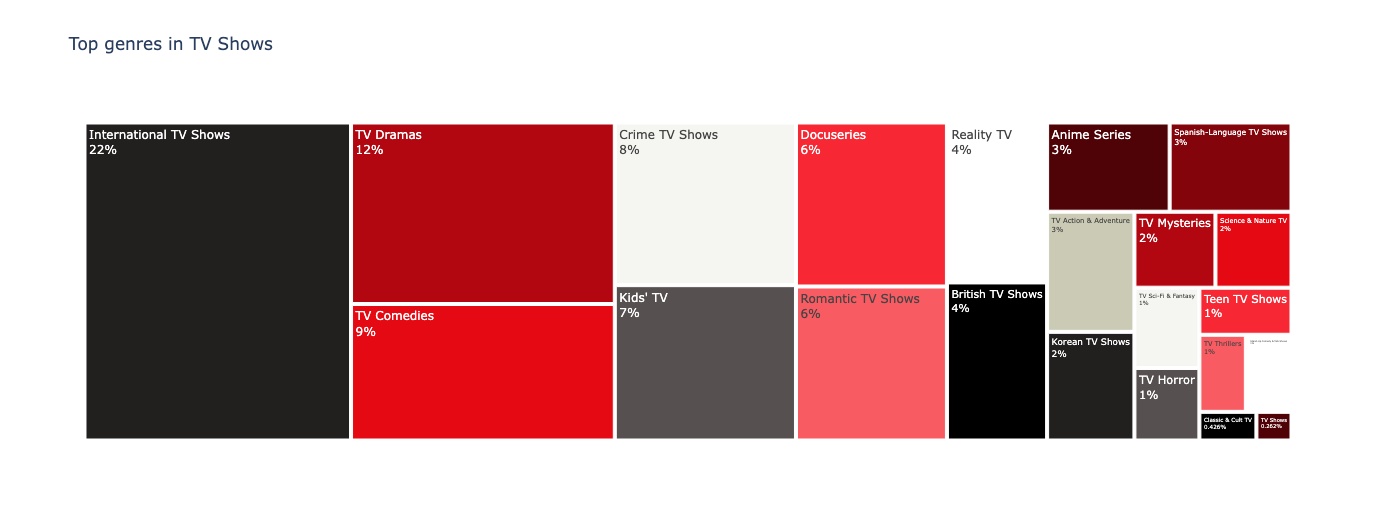 Top genres in TV Shows
International TV Shows
22%
TV Dramas
12%
TV Comedies
9%
Crime TV Shows
8%
Kids' TV
7%
Docuseries
6%
Romantic TV Shows
6%
Reality TV
4%
British TV Shows
4%
Anime Series
3%
Spanish-Language TV Shows
3%
TV Action & Adventure
3%
Korean TV Shows
2%
TV Mysteries
2%
Science & Nature TV
2%
TV Sci-Fi & Fantasy
1%
TV Horror
1%
Teen TV Shows
1%
TV Thrillers
1%
Classic & Cult TV
0.426%
TV Shows
0.262%